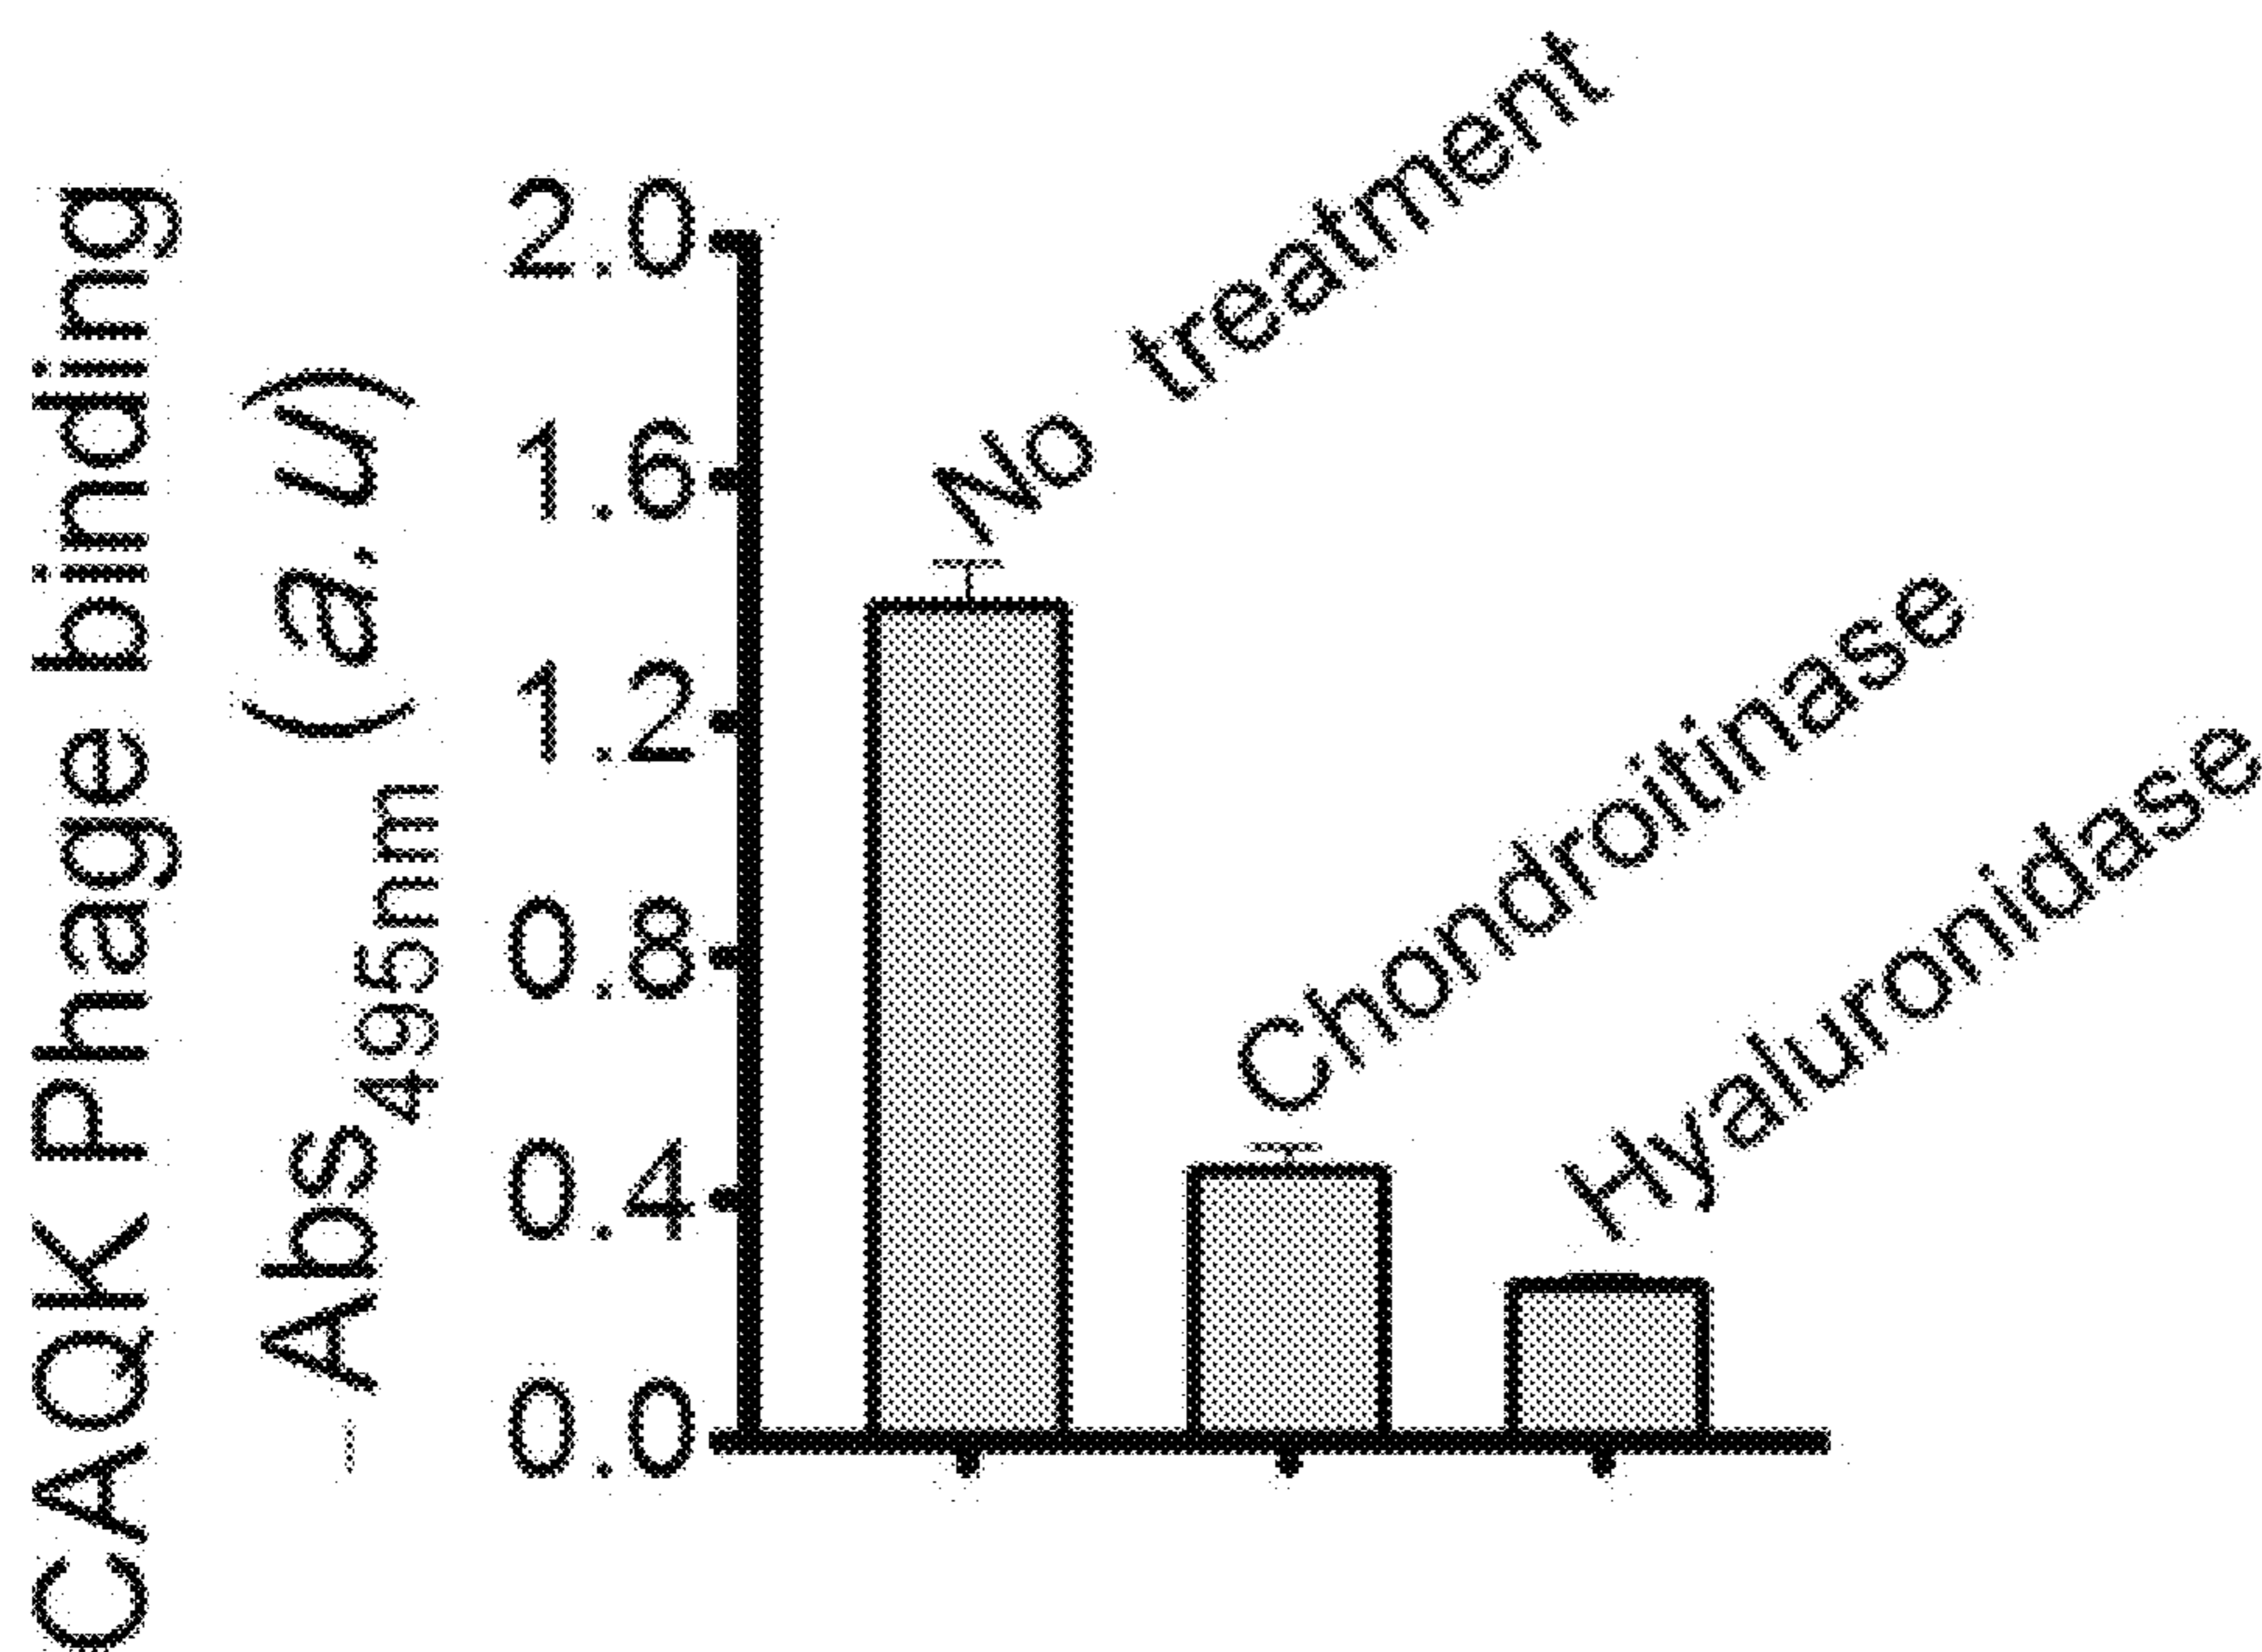 CAQK Phage binding
Abs495nm (a.u)
2.0
1.6
1.2
0.8
0.4
0.0
No treatment
Chondroitinase
Hyaluronidase